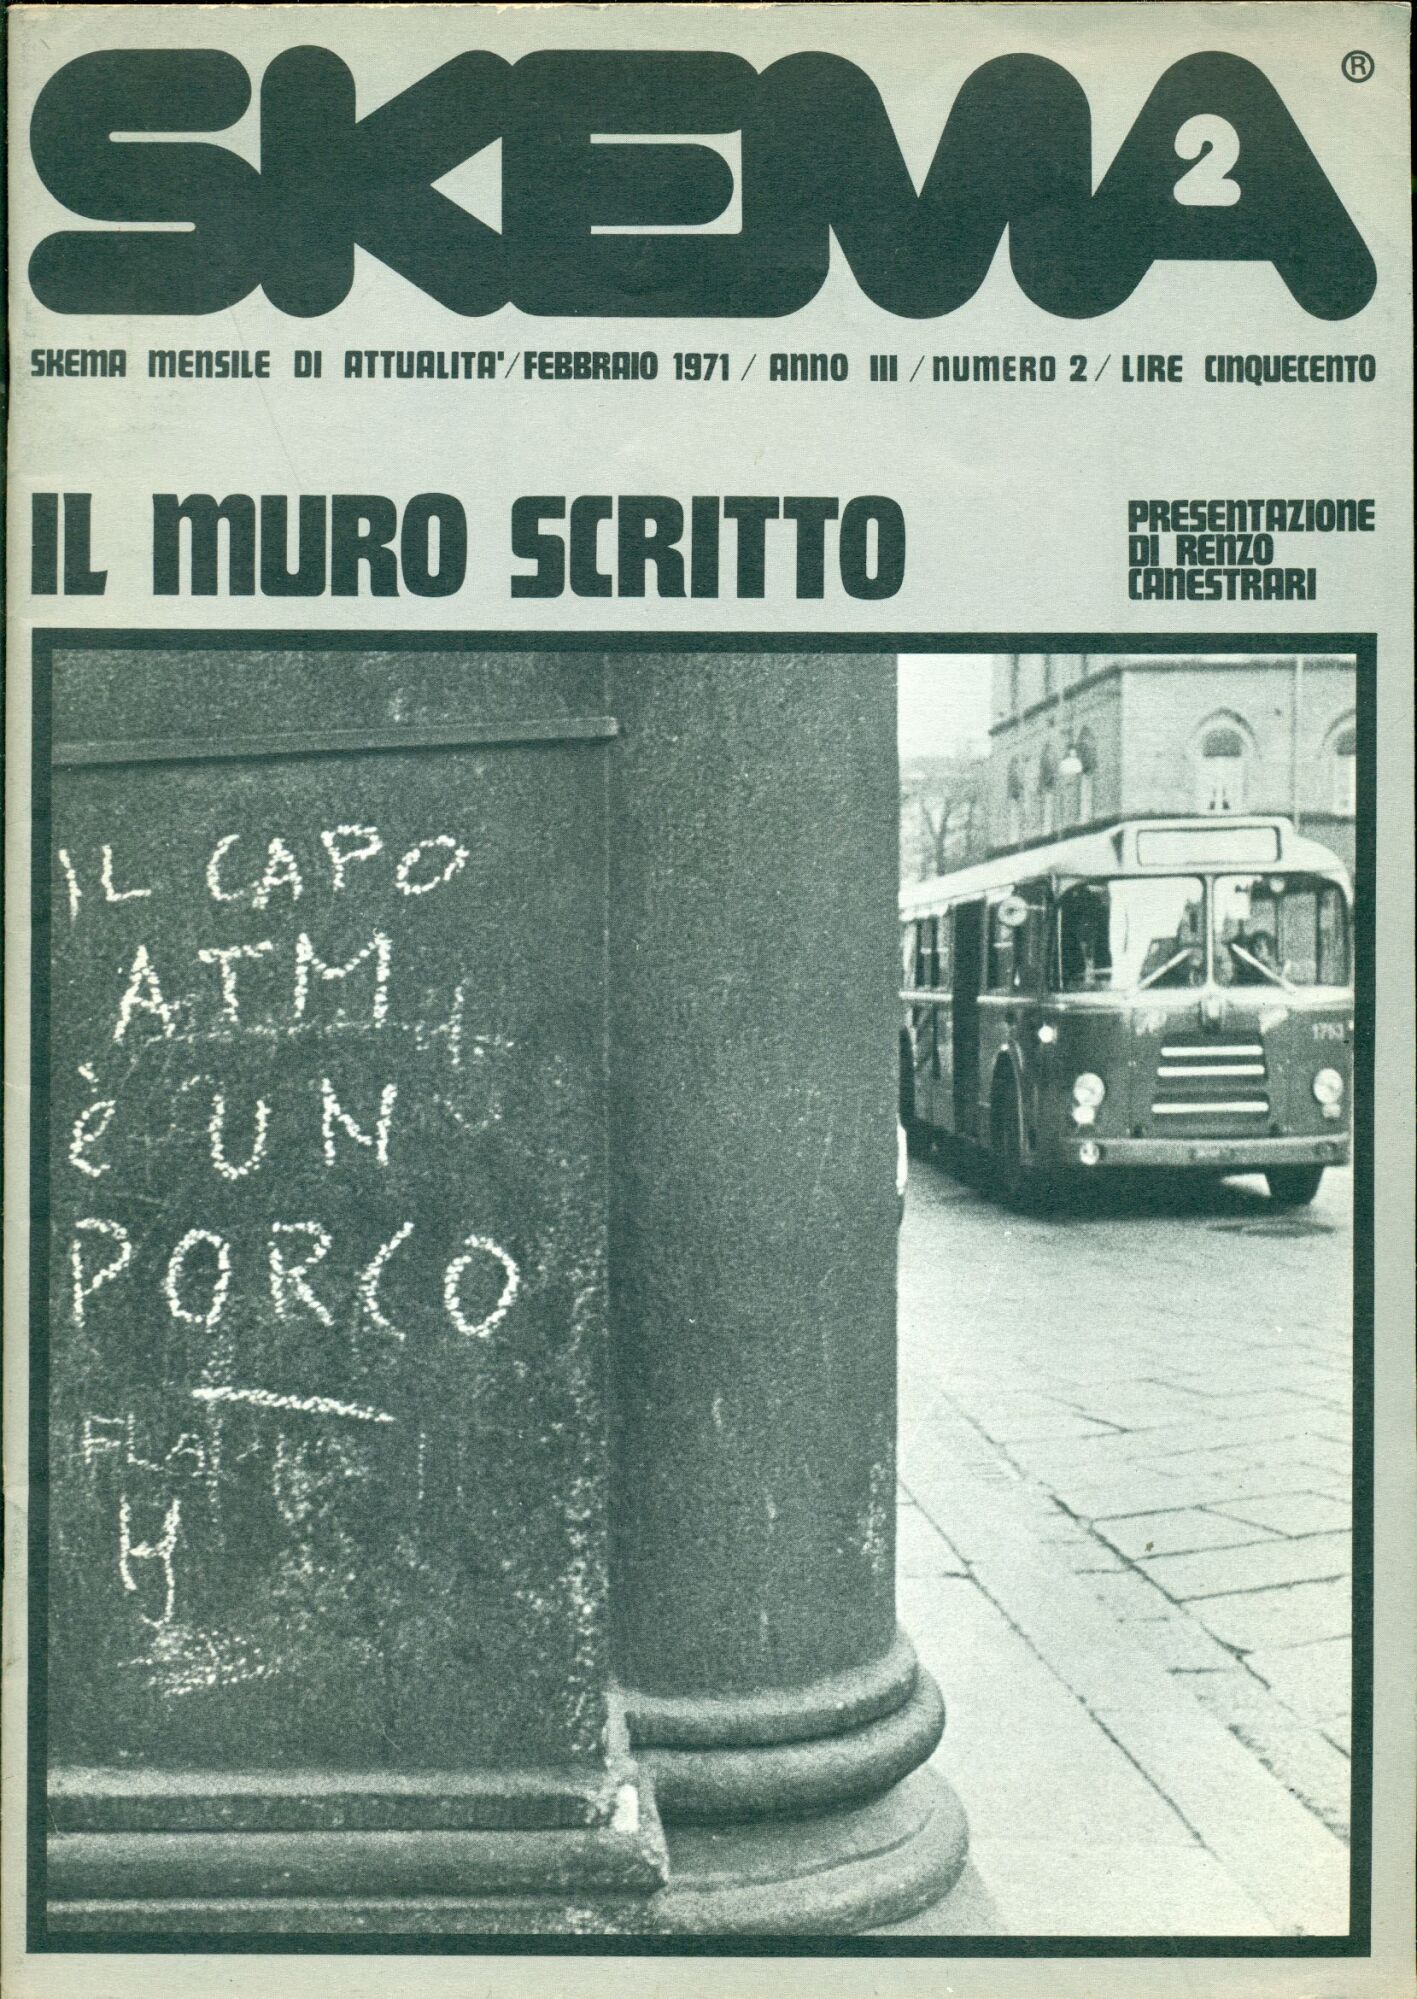 SKEMA
®
2
SKEMA MENSILE DI ATTUALITA'/FEBBRAIO 1971 / ANNO III / NUMERO 2 / LIRE CINQUECENTO
IL MURO SCRITTO
PRESENTAZIONE
DI RENZO
CANESTRARI
IL CAPO
ATM
è UN
PORCO
1713
H